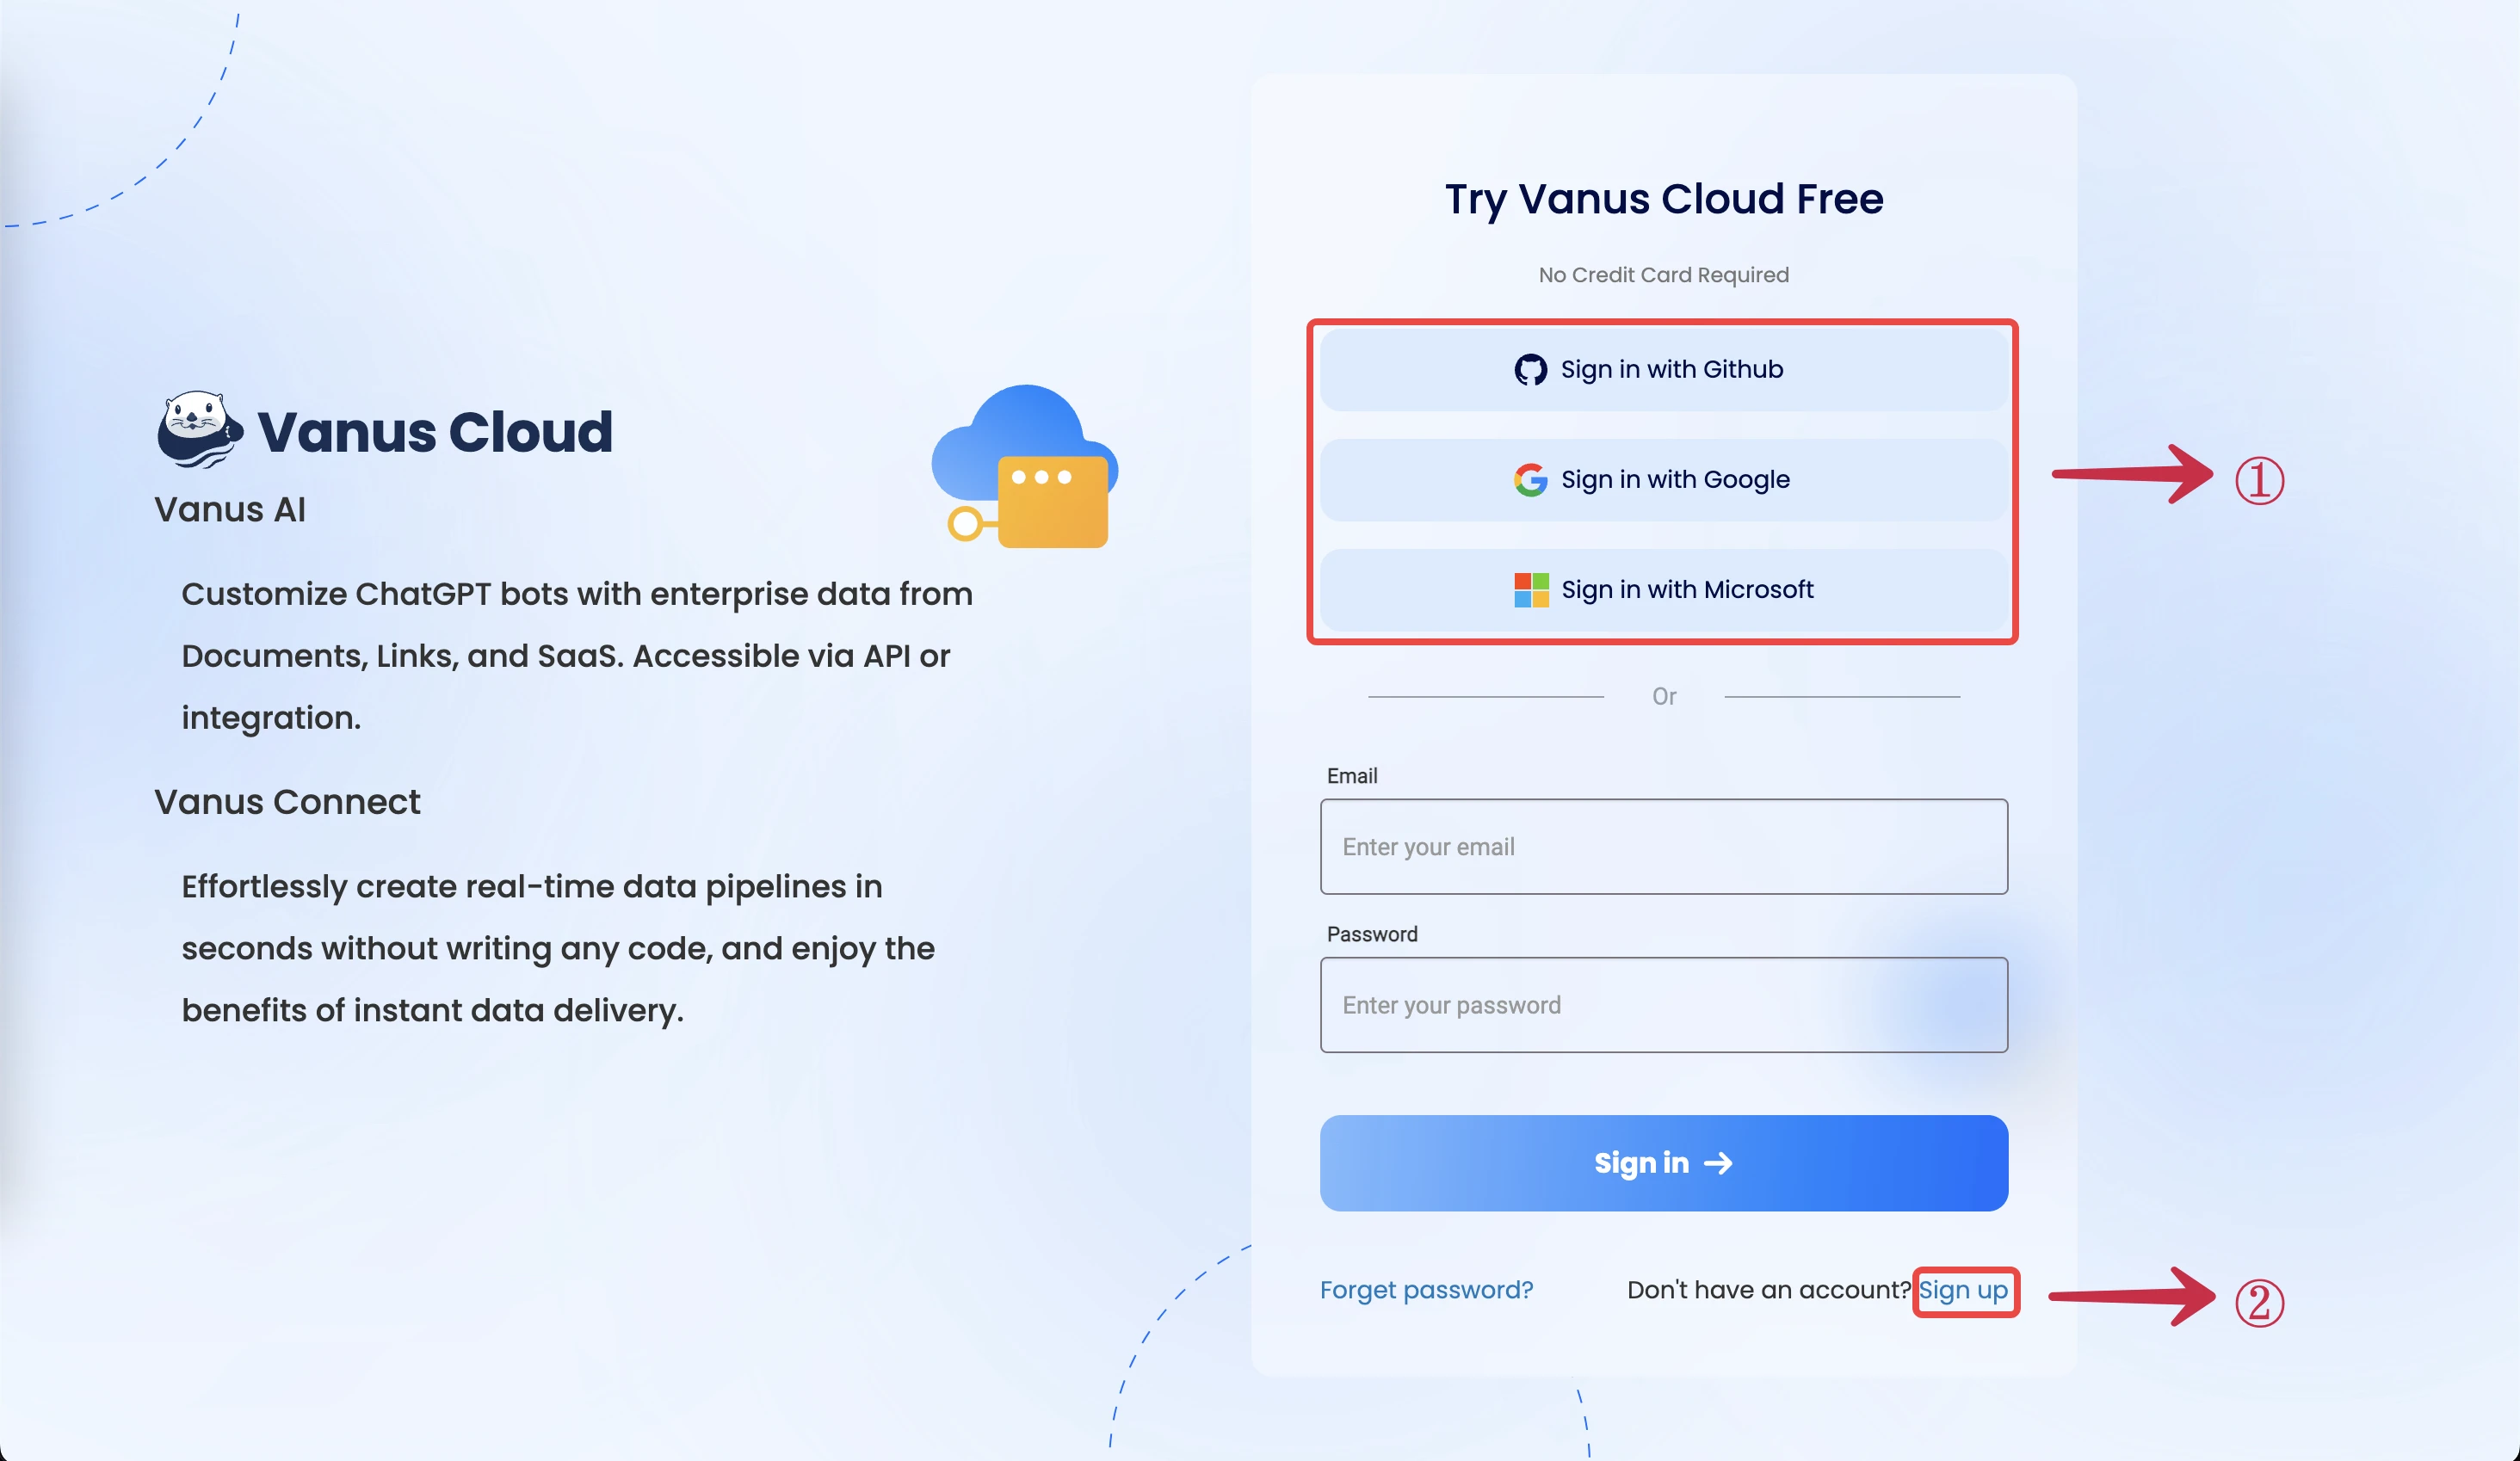 Vanus Cloud
Vanus AI
Customize ChatGPT bots with enterprise data from
Documents, Links, and SaaS. Accessible via API or
integration.
Vanus Connect
Effortlessly create real-time data pipelines in
seconds without writing any code, and enjoy the
benefits of instant data delivery.
Try Vanus Cloud Free
No Credit Card Required
Sign in with Github
Sign in with Google
Sign in with Microsoft
①
Or
Email
Enter your email
Password
Enter your password
Sign in →
Forget password?
Don't have an account? Sign up
②